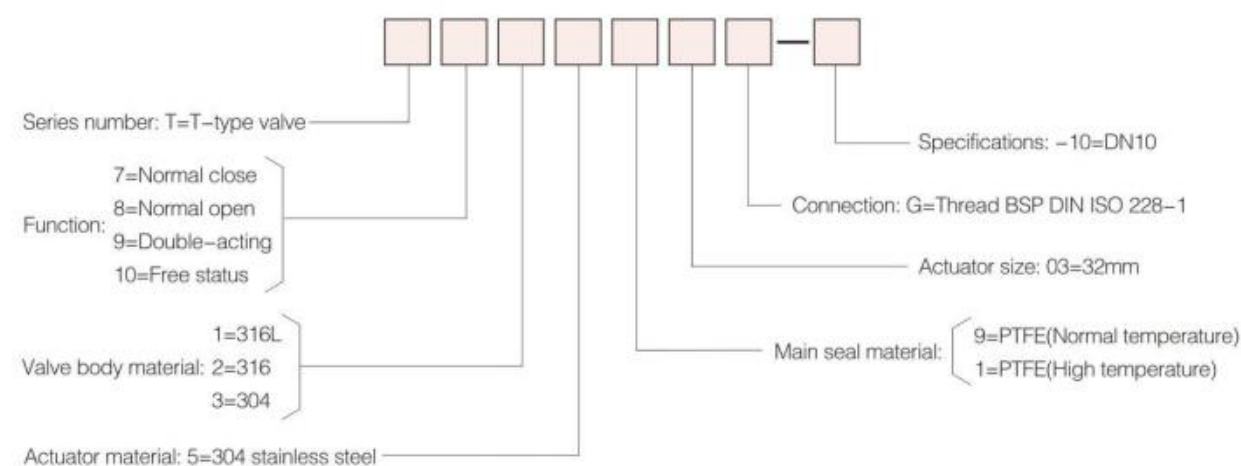 Series number: T=T-type valve
Function:
7=Normal close
8=Normal open
9=Double-acting
10=Free status
Valve body material:
1=316L
2=316
3=304
Actuator material: 5=304 stainless steel
Specifications: -10=DN10
Connection: G=Thread BSP DIN ISO 228-1
Actuator size: 03=32mm
Main seal material:
9=PTFE(Normal temperature)
1=PTFE(High temperature)